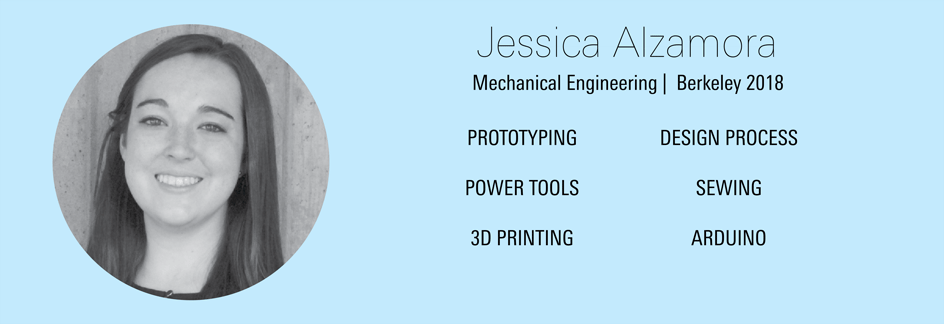 Jessica Alzamora
Mechanical Engineering | Berkeley 2018
PROTOTYPING DESIGN PROCESS
POWER TOOLS SEWING
3D PRINTING ARDUINO